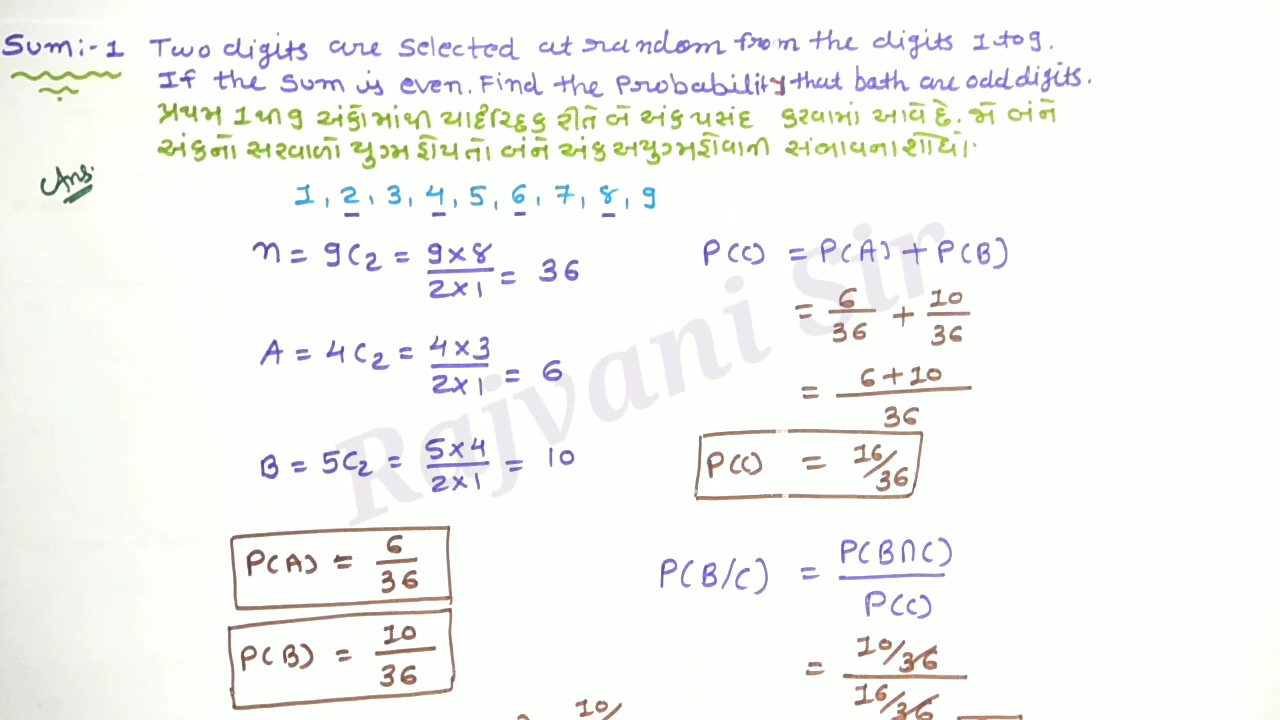 Sum:- 1 Two digits are selected at random from the digits 1 to 9.
If the sum is even. Find the Probability that bath are odd digits.
પ્રથમ 1 થી 9 અંકોમાંથી યાર્દચ્છિક રીતે બે અંક પસંદ કરવામાં આવે છે. જો બંને
અંકનો સરવાળો યુગ્મ હોય તો બંને અંક અયુગ્મ હોવાની સંભાવના શોધો.
Ans.
1, 2, 3, 4, 5, 6, 7, 8, 9
n = 9C2 = 9×8 / 2×1 = 36
A = 4C2 = 4×3 / 2×1 = 6
B = 5C2 = 5×4 / 2×1 = 10
P(A) = 6/36
P(B) = 10/36
P(C) = P(A) + P(B)
= 6/36 + 10/36
= 6+10 / 36
P(C) = 16/36
P(B/C) = P(B∩C) / P(C)
= 10/36 / 16/36
10/
Rajvani Sir